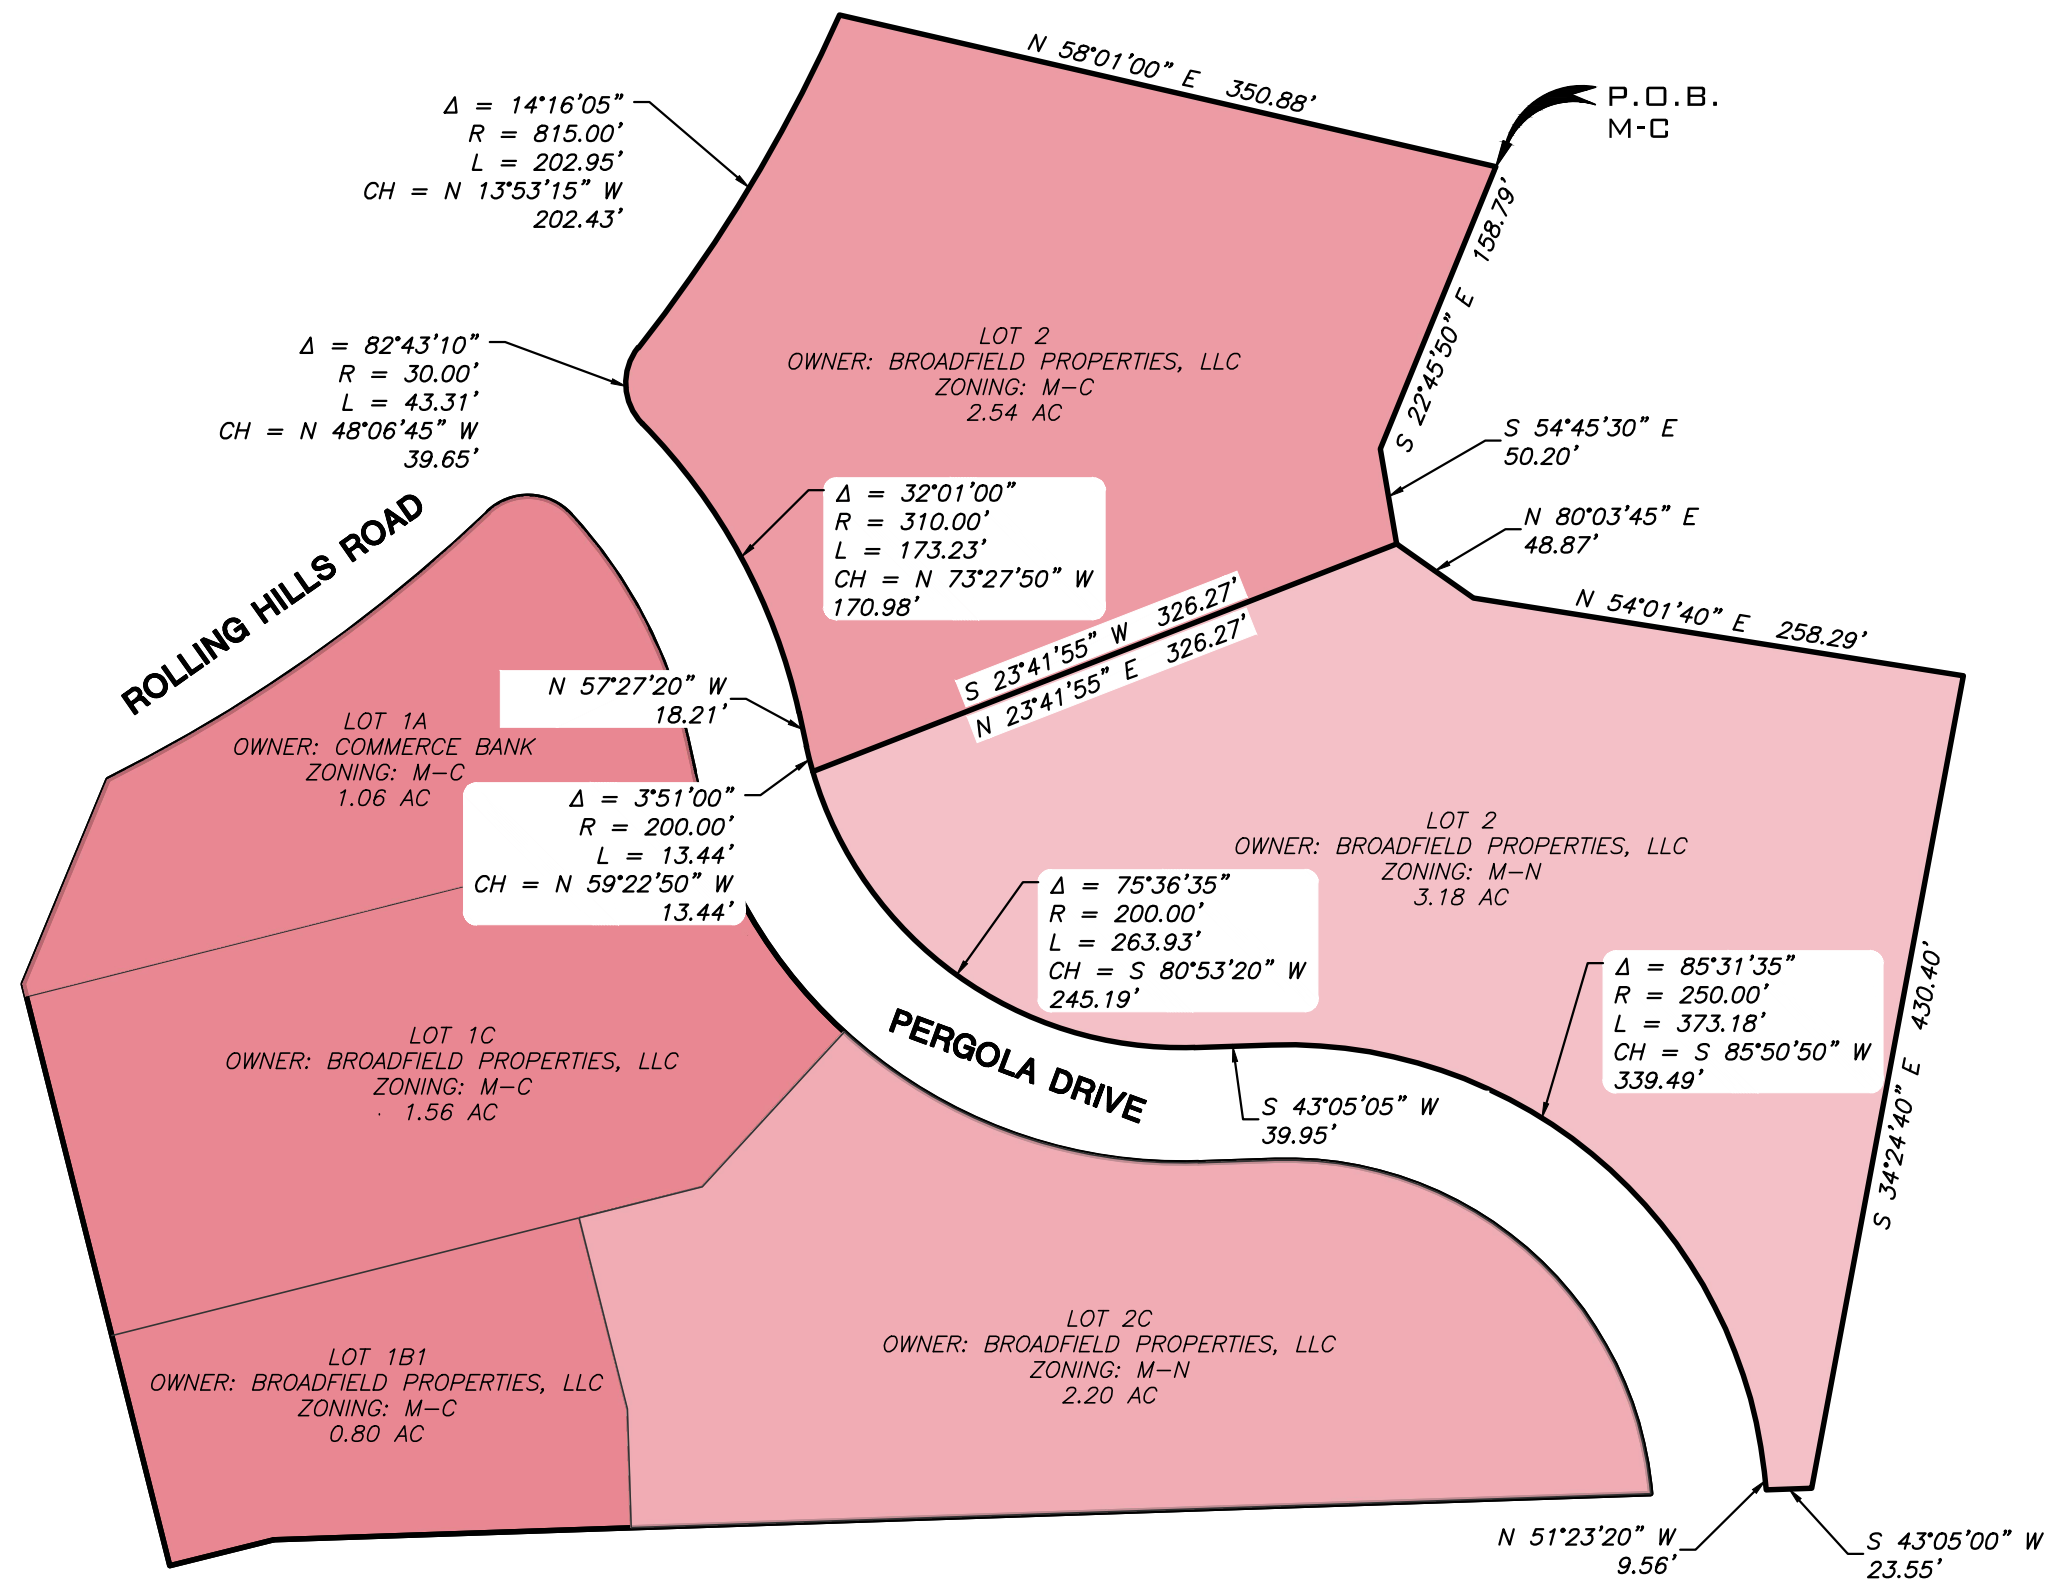 N 58°01'00" E 350.88'
P.O.B.
M-C
Δ = 14°16'05"
R = 815.00'
L = 202.95'
CH = N 13°53'15" W
202.43'
S 22°45'50" E 158.79'
Δ = 82°43'10"
R = 30.00'
L = 43.31'
CH = N 48°06'45" W
39.65'
LOT 2
OWNER: BROADFIELD PROPERTIES, LLC
ZONING: M-C
2.54 AC
S 54°45'30" E
50.20'
N 80°03'45" E
48.87'
Δ = 32°01'00"
R = 310.00'
L = 173.23'
CH = N 73°27'50" W
170.98'
ROLLING HILLS ROAD
S 23°41'55" W 326.27'
N 23°41'55" E 326.27'
N 54°01'40" E 258.29'
N 57°27'20" W
18.21'
LOT 1A
OWNER: COMMERCE BANK
ZONING: M-C
1.06 AC
Δ = 3°51'00"
R = 200.00'
L = 13.44'
CH = N 59°22'50" W
13.44'
LOT 2
OWNER: BROADFIELD PROPERTIES, LLC
ZONING: M-N
3.18 AC
Δ = 75°36'35"
R = 200.00'
L = 263.93'
CH = S 80°53'20" W
245.19'
Δ = 85°31'35"
R = 250.00'
L = 373.18'
CH = S 85°50'50" W
339.49'
S 34°24'40" E 430.40'
PERGOLA DRIVE
LOT 1C
OWNER: BROADFIELD PROPERTIES, LLC
ZONING: M-C
1.56 AC
S 43°05'05" W
39.95'
LOT 2C
OWNER: BROADFIELD PROPERTIES, LLC
ZONING: M-N
2.20 AC
LOT 1B1
OWNER: BROADFIELD PROPERTIES, LLC
ZONING: M-C
0.80 AC
N 51°23'20" W
9.56'
S 43°05'00" W
23.55'